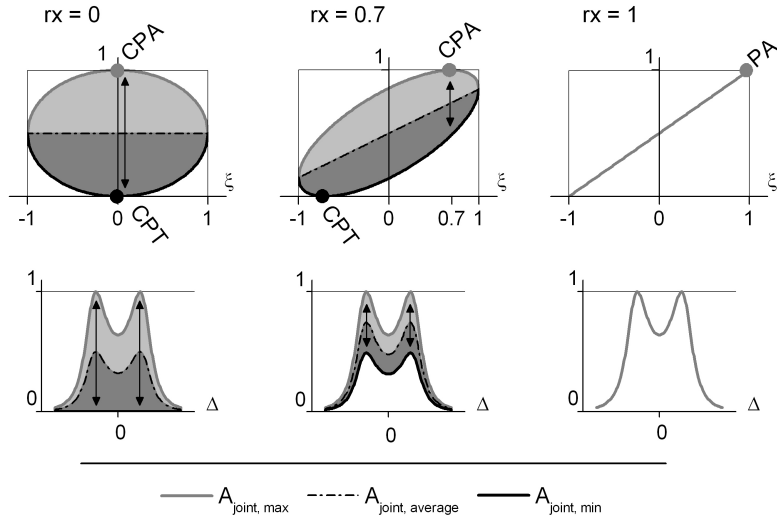 rx = 0
rx = 0.7
rx = 1
1
CPA
CPT
-1
0
1
ξ
1
CPA
CPT
-1
0
0.7
1
ξ
1
PA
-1
0
1
ξ
1
0
0
Δ
1
0
0
Δ
1
0
0
Δ
A joint, max
A joint, average
A joint, min